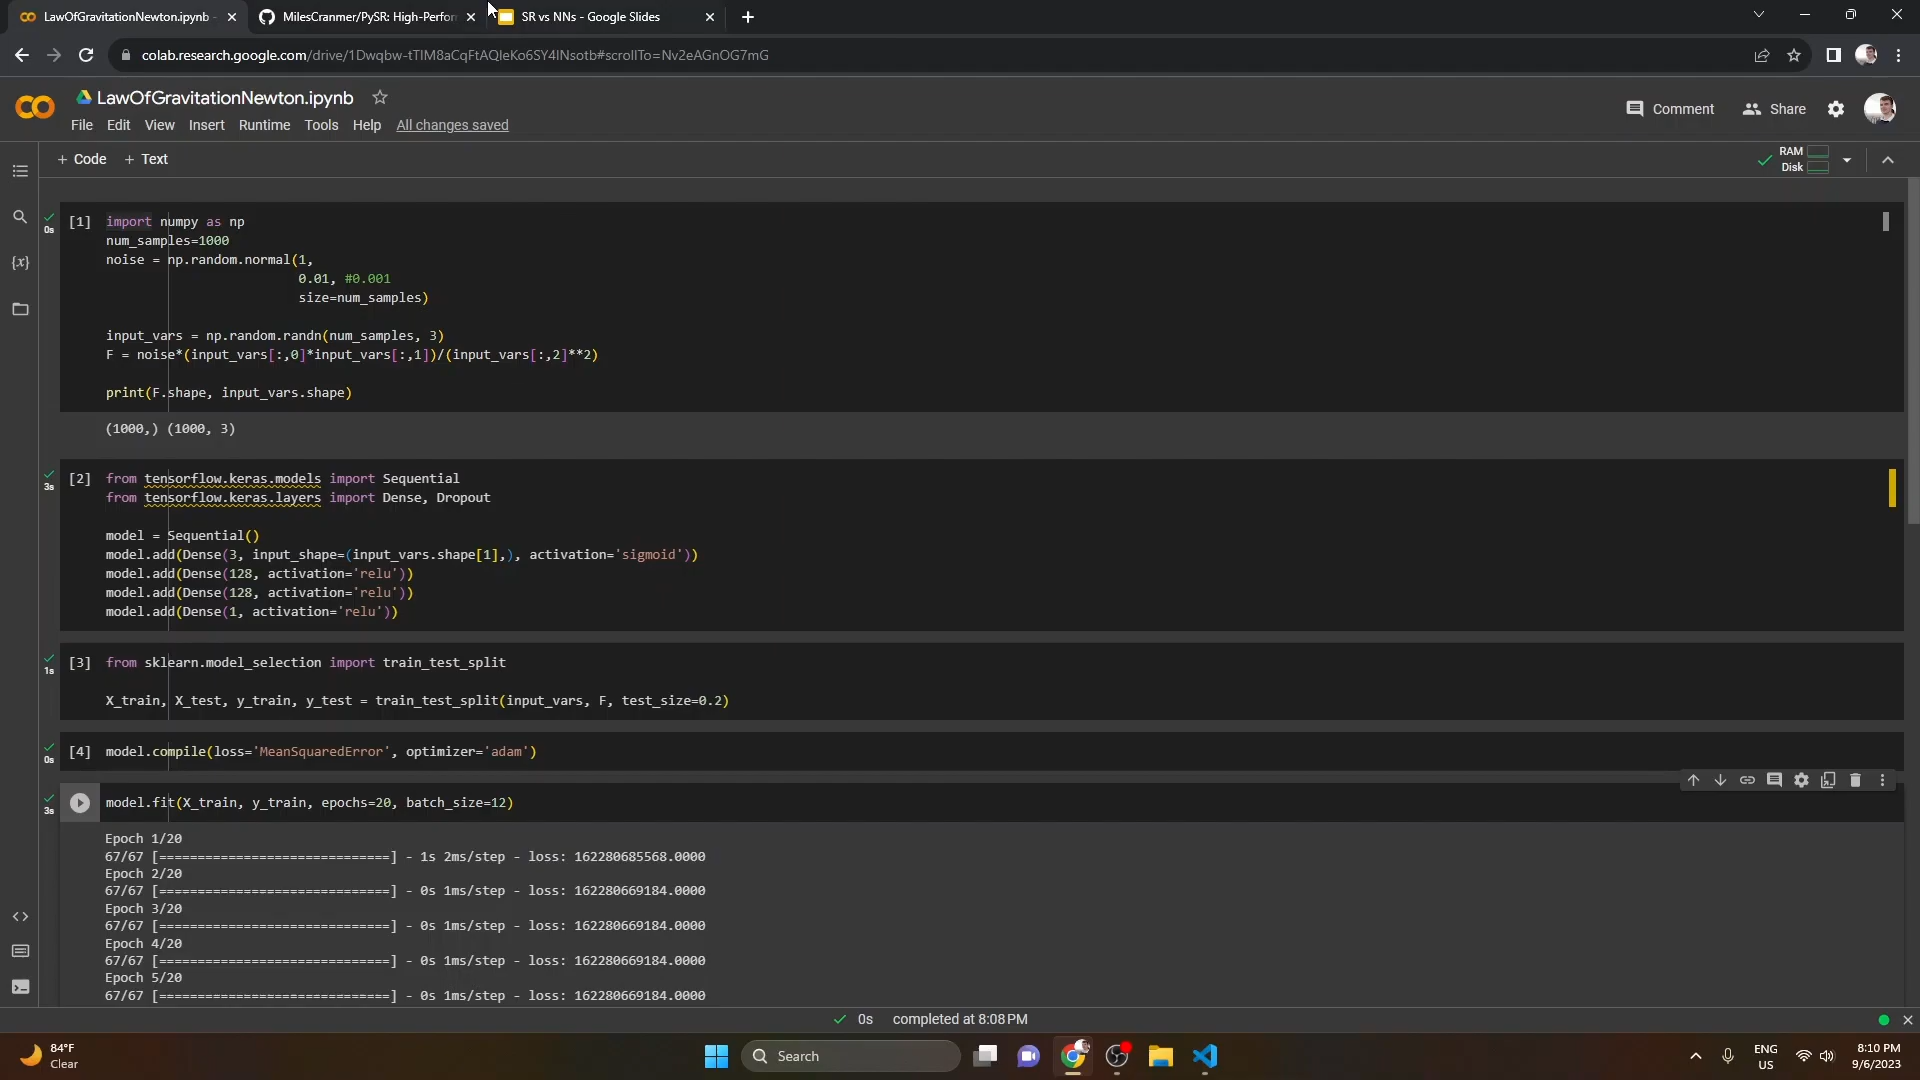 LawOfGravitationNewton.ipynb -
MilesCranmer/PySR: High-Perfor
SR vs NNs - Google Slides
colab.research.google.com/drive/1Dwqbw-tTlM8aCqFtAQIeKo6SY4lNsotb#scrollTo=Nv2eAGnOG7mG
LawOfGravitationNewton.ipynb
Comment
Share
File Edit View Insert Runtime Tools Help All changes saved
+ Code + Text
RAM
Disk
[1] import numpy as np
0s
num_samples=1000
noise = np.random.normal(1,
0.01, #0.001
size=num_samples)
input_vars = np.random.randn(num_samples, 3)
F = noise*(input_vars[:,0]*input_vars[:,1])/(input_vars[:,2]**2)
print(F.shape, input_vars.shape)
(1000,) (1000, 3)
[2] from tensorflow.keras.models import Sequential
3s
from tensorflow.keras.layers import Dense, Dropout
model = Sequential()
model.add(Dense(3, input_shape=(input_vars.shape[1],), activation='sigmoid'))
model.add(Dense(128, activation='relu'))
model.add(Dense(128, activation='relu'))
model.add(Dense(1, activation='relu'))
[3] from sklearn.model_selection import train_test_split
1s
X_train, X_test, y_train, y_test = train_test_split(input_vars, F, test_size=0.2)
[4] model.compile(loss='MeanSquaredError', optimizer='adam')
0s
model.fit(X_train, y_train, epochs=20, batch_size=12)
3s
Epoch 1/20
67/67 [==============================] - 1s 2ms/step - loss: 162280685568.0000
Epoch 2/20
67/67 [==============================] - 0s 1ms/step - loss: 162280669184.0000
Epoch 3/20
67/67 [==============================] - 0s 1ms/step - loss: 162280669184.0000
Epoch 4/20
67/67 [==============================] - 0s 1ms/step - loss: 162280669184.0000
Epoch 5/20
67/67 [==============================] - 0s 1ms/step - loss: 162280669184.0000
0s completed at 8:08 PM
84°F
Clear
Search
ENG
US
8:10 PM
9/6/2023